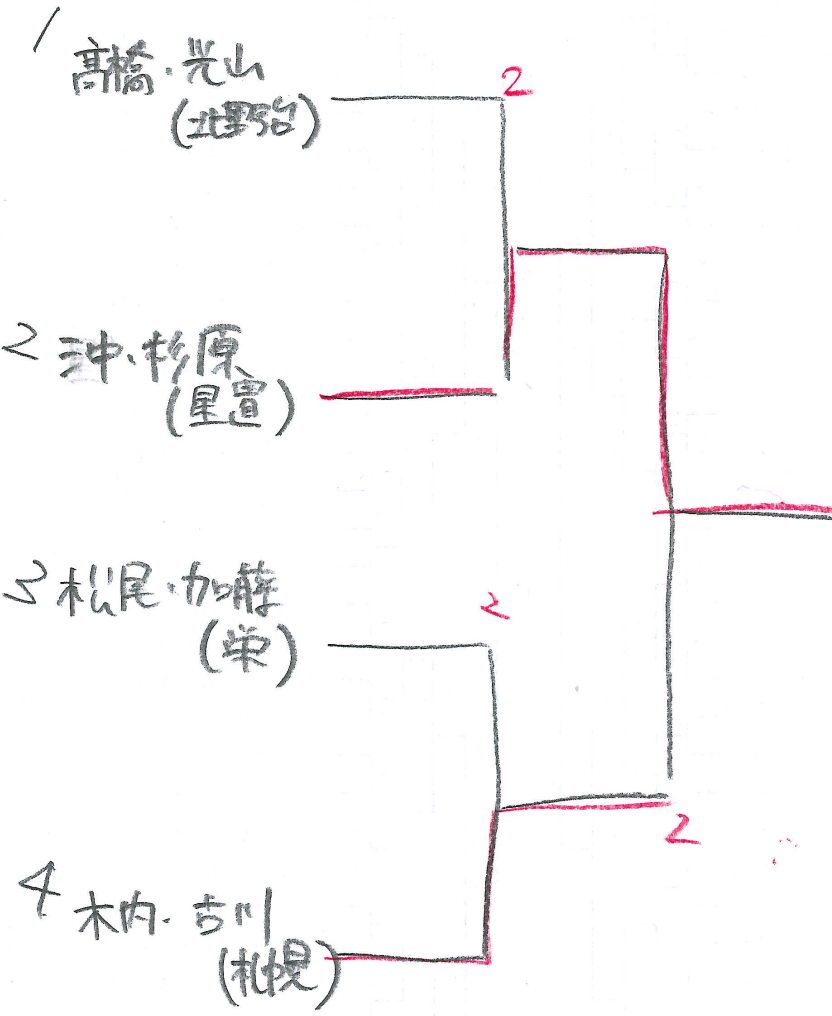 1 髙橋・光山
2
(北野台)
2 沖・杉原
(星置)
3 松尾・加藤
2
(栄)
2
4 木内・古川
(札幌)